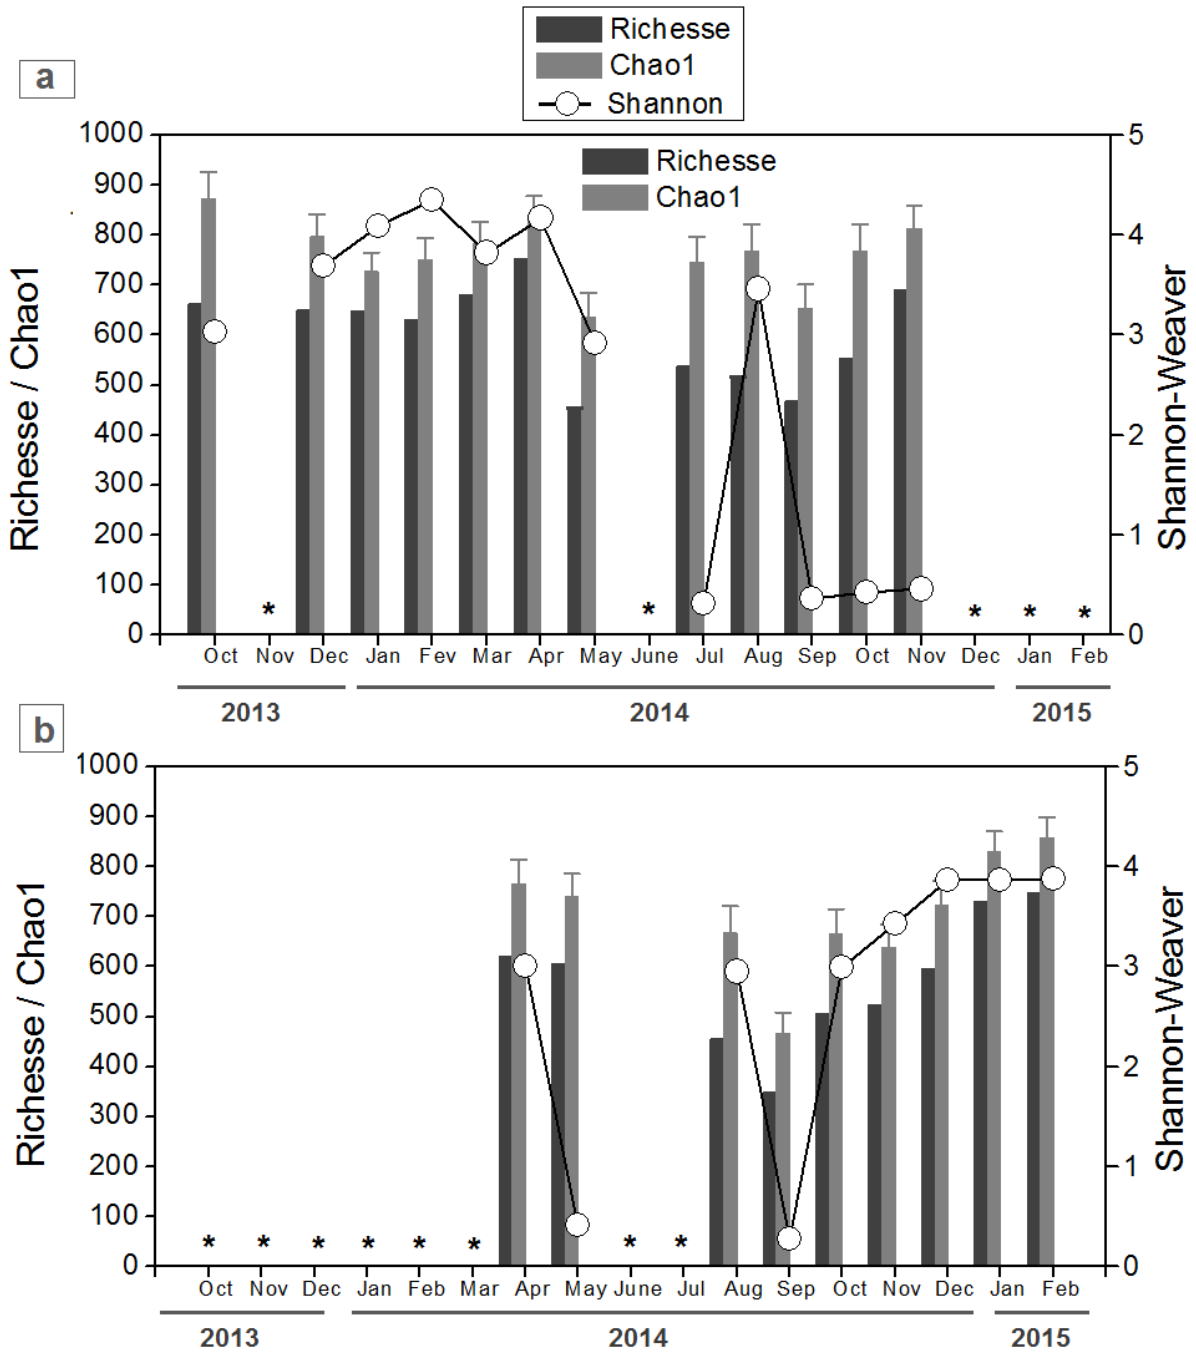 Richesse
Chao1
Shannon
a
Richesse
Chao1
1000
900
800
700
600
500
400
300
200
100
0
Richesse / Chao1
5
4
3
2
1
0
Shannon-Weaver
* * * * *
Oct Nov Dec Jan Fev Mar Apr May June Jul Aug Sep Oct Nov Dec Jan Feb
2013 2014 2015
b
1000
900
800
700
600
500
400
300
200
100
0
Richesse / Chao1
5
4
3
2
1
0
Shannon-Weaver
* * * * * * * *
Oct Nov Dec Jan Feb Mar Apr May June Jul Aug Sep Oct Nov Dec Jan Feb
2013 2014 2015